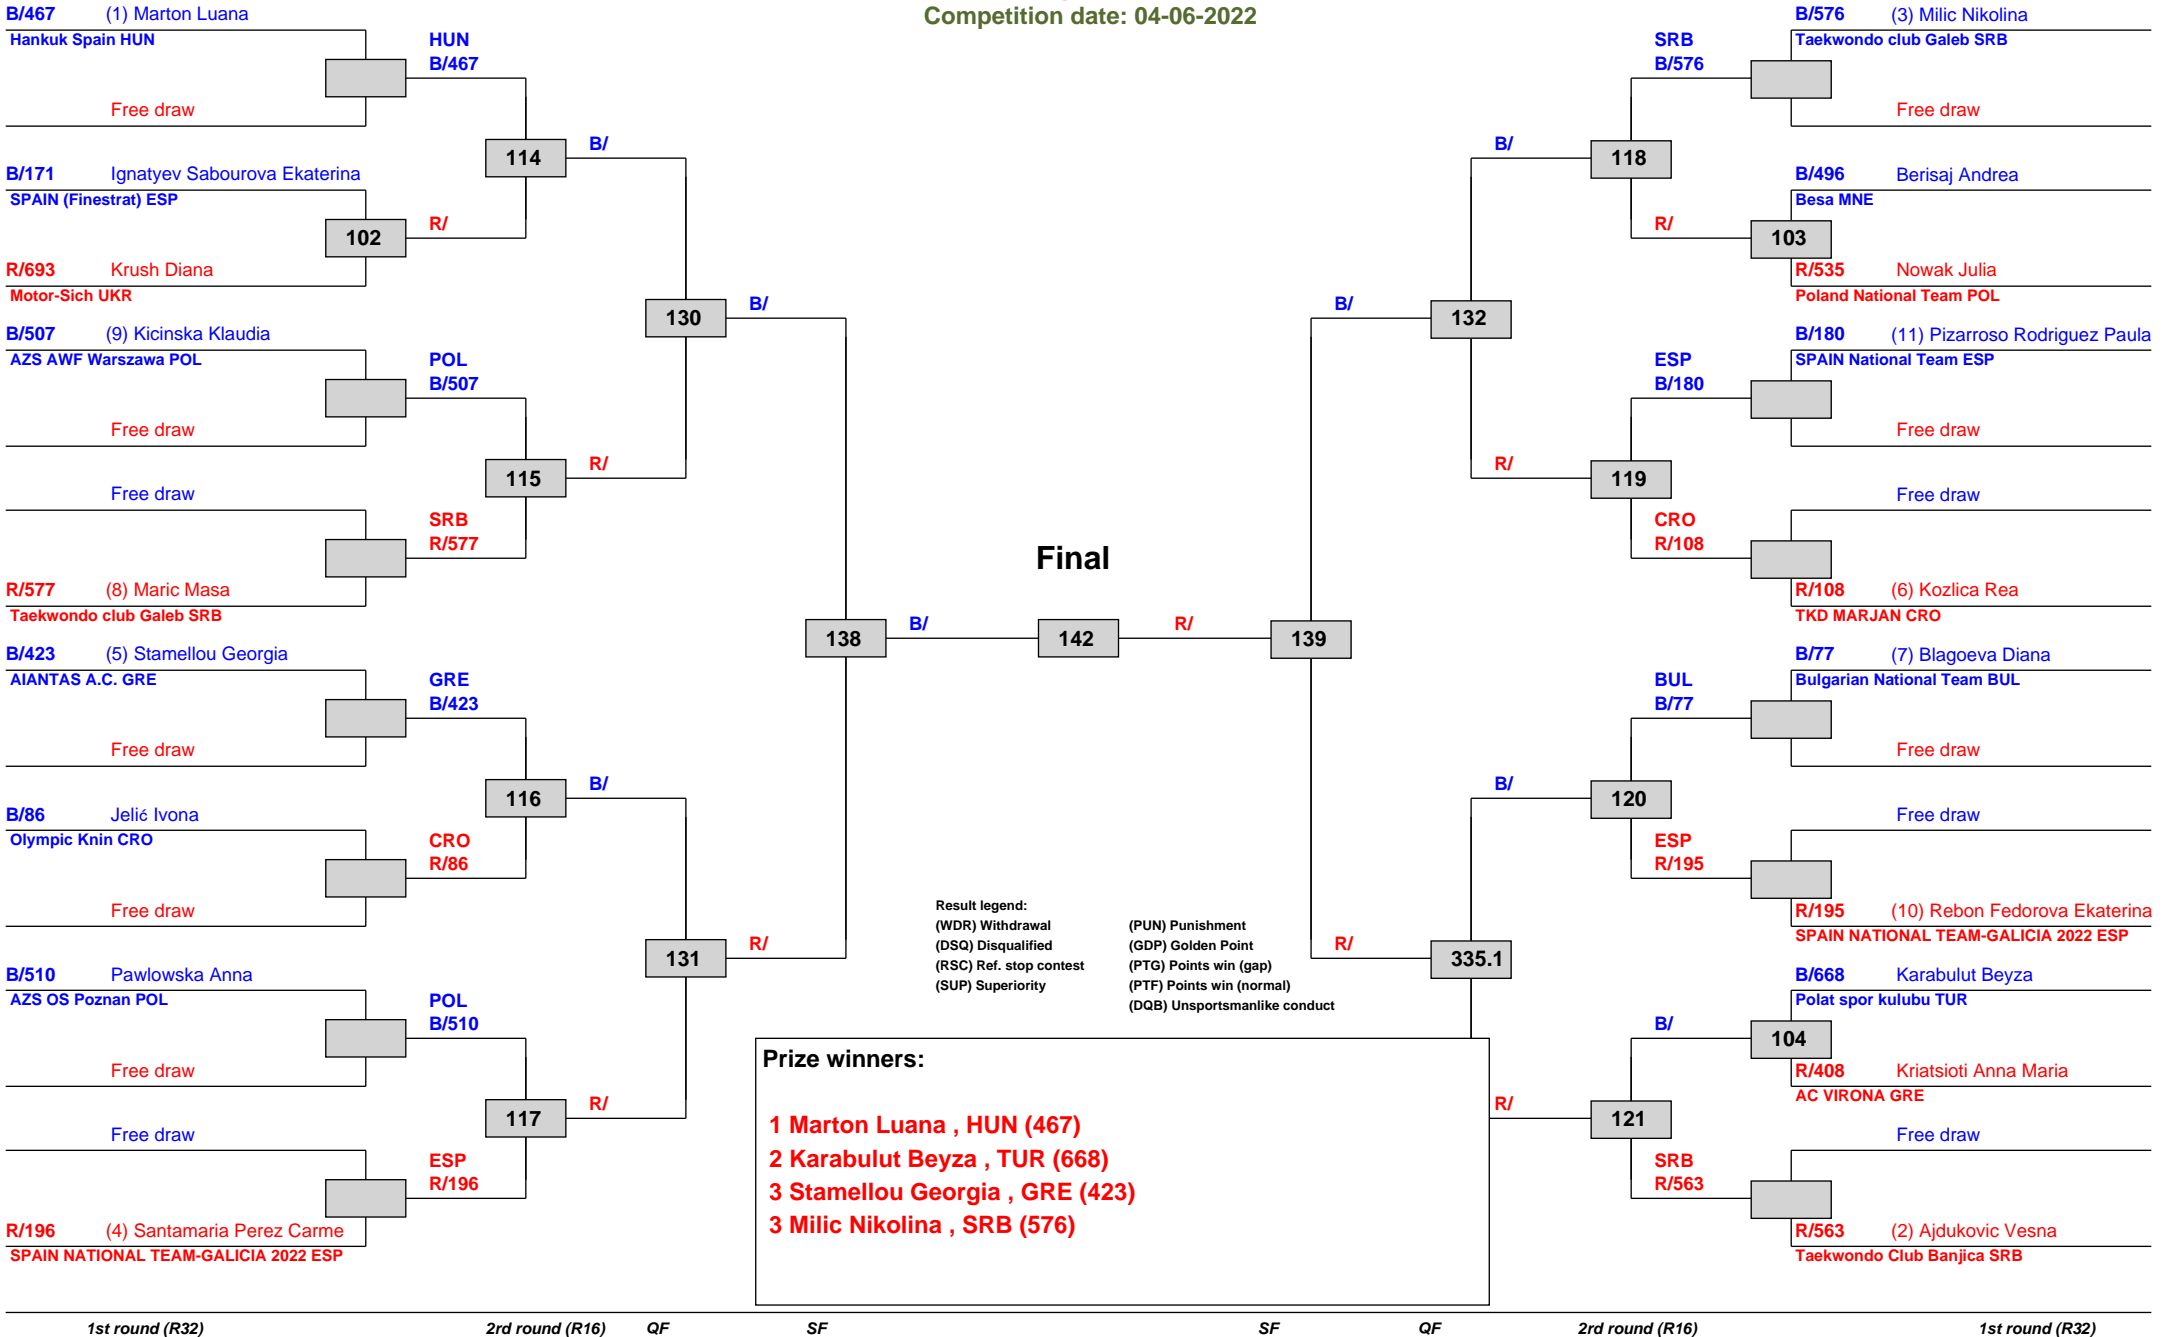 Competition date: 04-06-2022
B/467 (1) Marton Luana
Hankuk Spain HUN
Free draw
HUN
B/467
B/171 Ignatyev Sabourova Ekaterina
SPAIN (Finestrat) ESP
102
R/693 Krush Diana
Motor-Sich UKR
R/
114
B/
B/507 (9) Kicinska Klaudia
AZS AWF Warszawa POL
Free draw
POL
B/507
Free draw
R/577 (8) Maric Masa
Taekwondo club Galeb SRB
SRB
R/577
115
R/
130
B/
B/423 (5) Stamellou Georgia
AIANTAS A.C. GRE
Free draw
GRE
B/423
B/86 Jelić Ivona
Olympic Knin CRO
Free draw
CRO
R/86
116
B/
B/510 Pawlowska Anna
AZS OS Poznan POL
Free draw
POL
B/510
Free draw
R/196 (4) Santamaria Perez Carme
SPAIN NATIONAL TEAM-GALICIA 2022 ESP
ESP
R/196
117
R/
131
R/
138
B/
Final
142
R/
139
B/576 (3) Milic Nikolina
Taekwondo club Galeb SRB
Free draw
SRB
B/576
B/496 Berisaj Andrea
Besa MNE
103
R/535 Nowak Julia
Poland National Team POL
R/
118
B/
B/180 (11) Pizarroso Rodriguez Paula
SPAIN National Team ESP
Free draw
ESP
B/180
Free draw
R/108 (6) Kozlica Rea
TKD MARJAN CRO
CRO
R/108
119
R/
132
B/
B/77 (7) Blagoeva Diana
Bulgarian National Team BUL
Free draw
BUL
B/77
Free draw
R/195 (10) Rebon Fedorova Ekaterina
SPAIN NATIONAL TEAM-GALICIA 2022 ESP
ESP
R/195
120
B/
B/668 Karabulut Beyza
Polat spor kulubu TUR
104
R/408 Kriatsioti Anna Maria
AC VIRONA GRE
B/
Free draw
R/563 (2) Ajdukovic Vesna
Taekwondo Club Banjica SRB
SRB
R/563
121
R/
335.1
R/
Result legend:
(WDR) Withdrawal (PUN) Punishment
(DSQ) Disqualified (GDP) Golden Point
(RSC) Ref. stop contest (PTG) Points win (gap)
(SUP) Superiority (PTF) Points win (normal)
(DQB) Unsportsmanlike conduct
Prize winners:
1 Marton Luana , HUN (467)
2 Karabulut Beyza , TUR (668)
3 Stamellou Georgia , GRE (423)
3 Milic Nikolina , SRB (576)
1st round (R32) 2rd round (R16) QF SF SF QF 2rd round (R16) 1st round (R32)